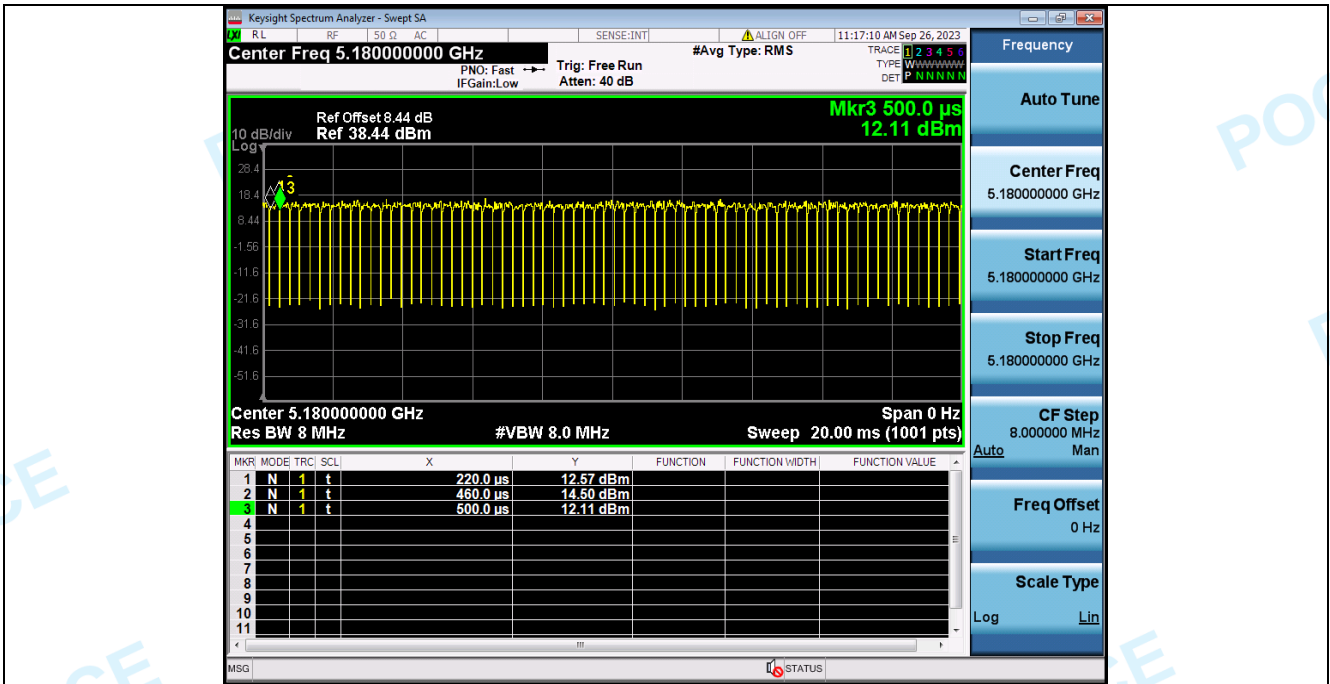 Keysight Spectrum Analyzer - Swept SA
LXI RL RF 50 Ω AC SENSE:INT ALIGN OFF 11:17:10 AM Sep 26, 2023
Center Freq 5.180000000 GHz
#Avg Type: RMS
TRACE 1 2 3 4 5 6
TYPE WWWWWW
DET P N N N N N
PNO: Fast
IFGain:Low
Trig: Free Run
Atten: 40 dB
Mkr3 500.0 µs
12.11 dBm
Ref Offset 8.44 dB
10 dB/div Ref 38.44 dBm
Log
28.4
18.4
8.44
-1.56
-11.6
-21.6
-31.6
-41.6
-51.6
3
Center 5.180000000 GHz Span 0 Hz
Res BW 8 MHz #VBW 8.0 MHz Sweep 20.00 ms (1001 pts)
MKR MODE TRC SCL X Y FUNCTION FUNCTION WIDTH FUNCTION VALUE
1 N 1 t 220.0 µs 12.57 dBm
2 N 1 t 460.0 µs 14.50 dBm
3 N 1 t 500.0 µs 12.11 dBm
4
5
6
7
8
9
10
11
MSG STATUS
Frequency
Auto Tune
Center Freq
5.180000000 GHz
Start Freq
5.180000000 GHz
Stop Freq
5.180000000 GHz
CF Step
8.000000 MHz
Auto Man
Freq Offset
0 Hz
Scale Type
Log Lin